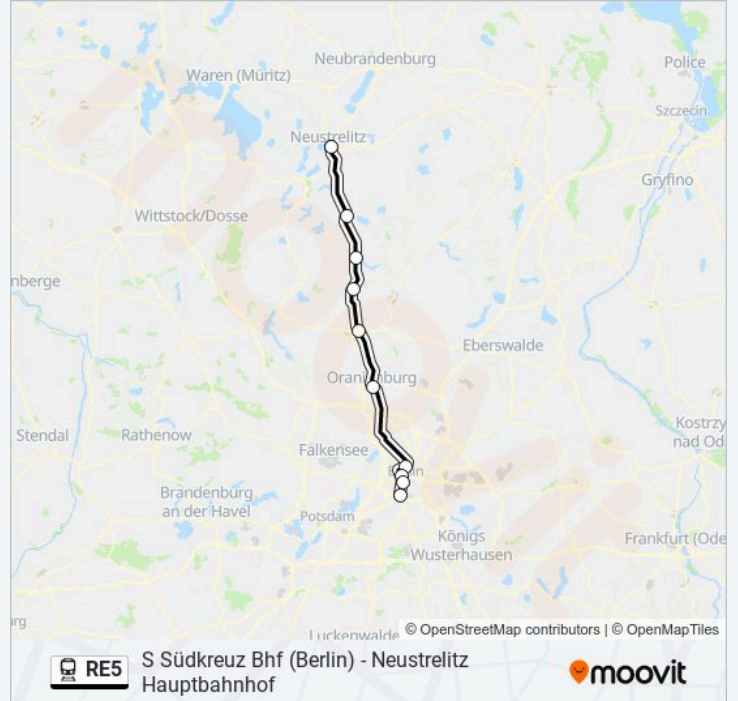 Neubrandenburg
Police
Waren (Müritz)
Szczecin
Neustrelitz
Gryfino
Wittstock/Dosse
nberge
Eberswalde
Oranienburg
Kostrzy
nad Od
Stendal
Rathenow
Falkensee
Berlin
Brandenburg
an der Havel
Potsdam
Königs
Wusterhausen
Frankfurt (Ode
rg
Luckenwalde
© OpenStreetMap contributors | © OpenMapTiles
moovit
RE5
S Südkreuz Bhf (Berlin) - Neustrelitz
Hauptbahnhof
moovit